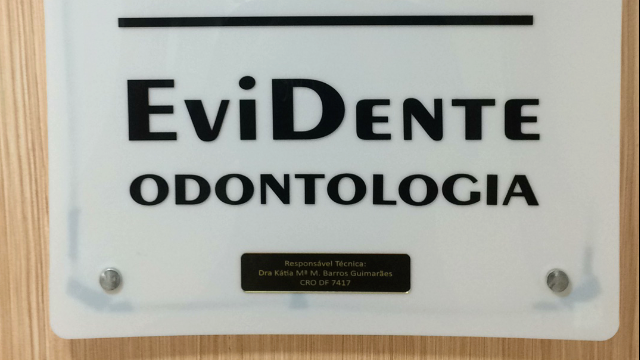 EviDENTE
ODONTOLOGIA
Responsável Técnica:
Dra Kátia Mª M. Barros Guimarães
CRO DF 7417